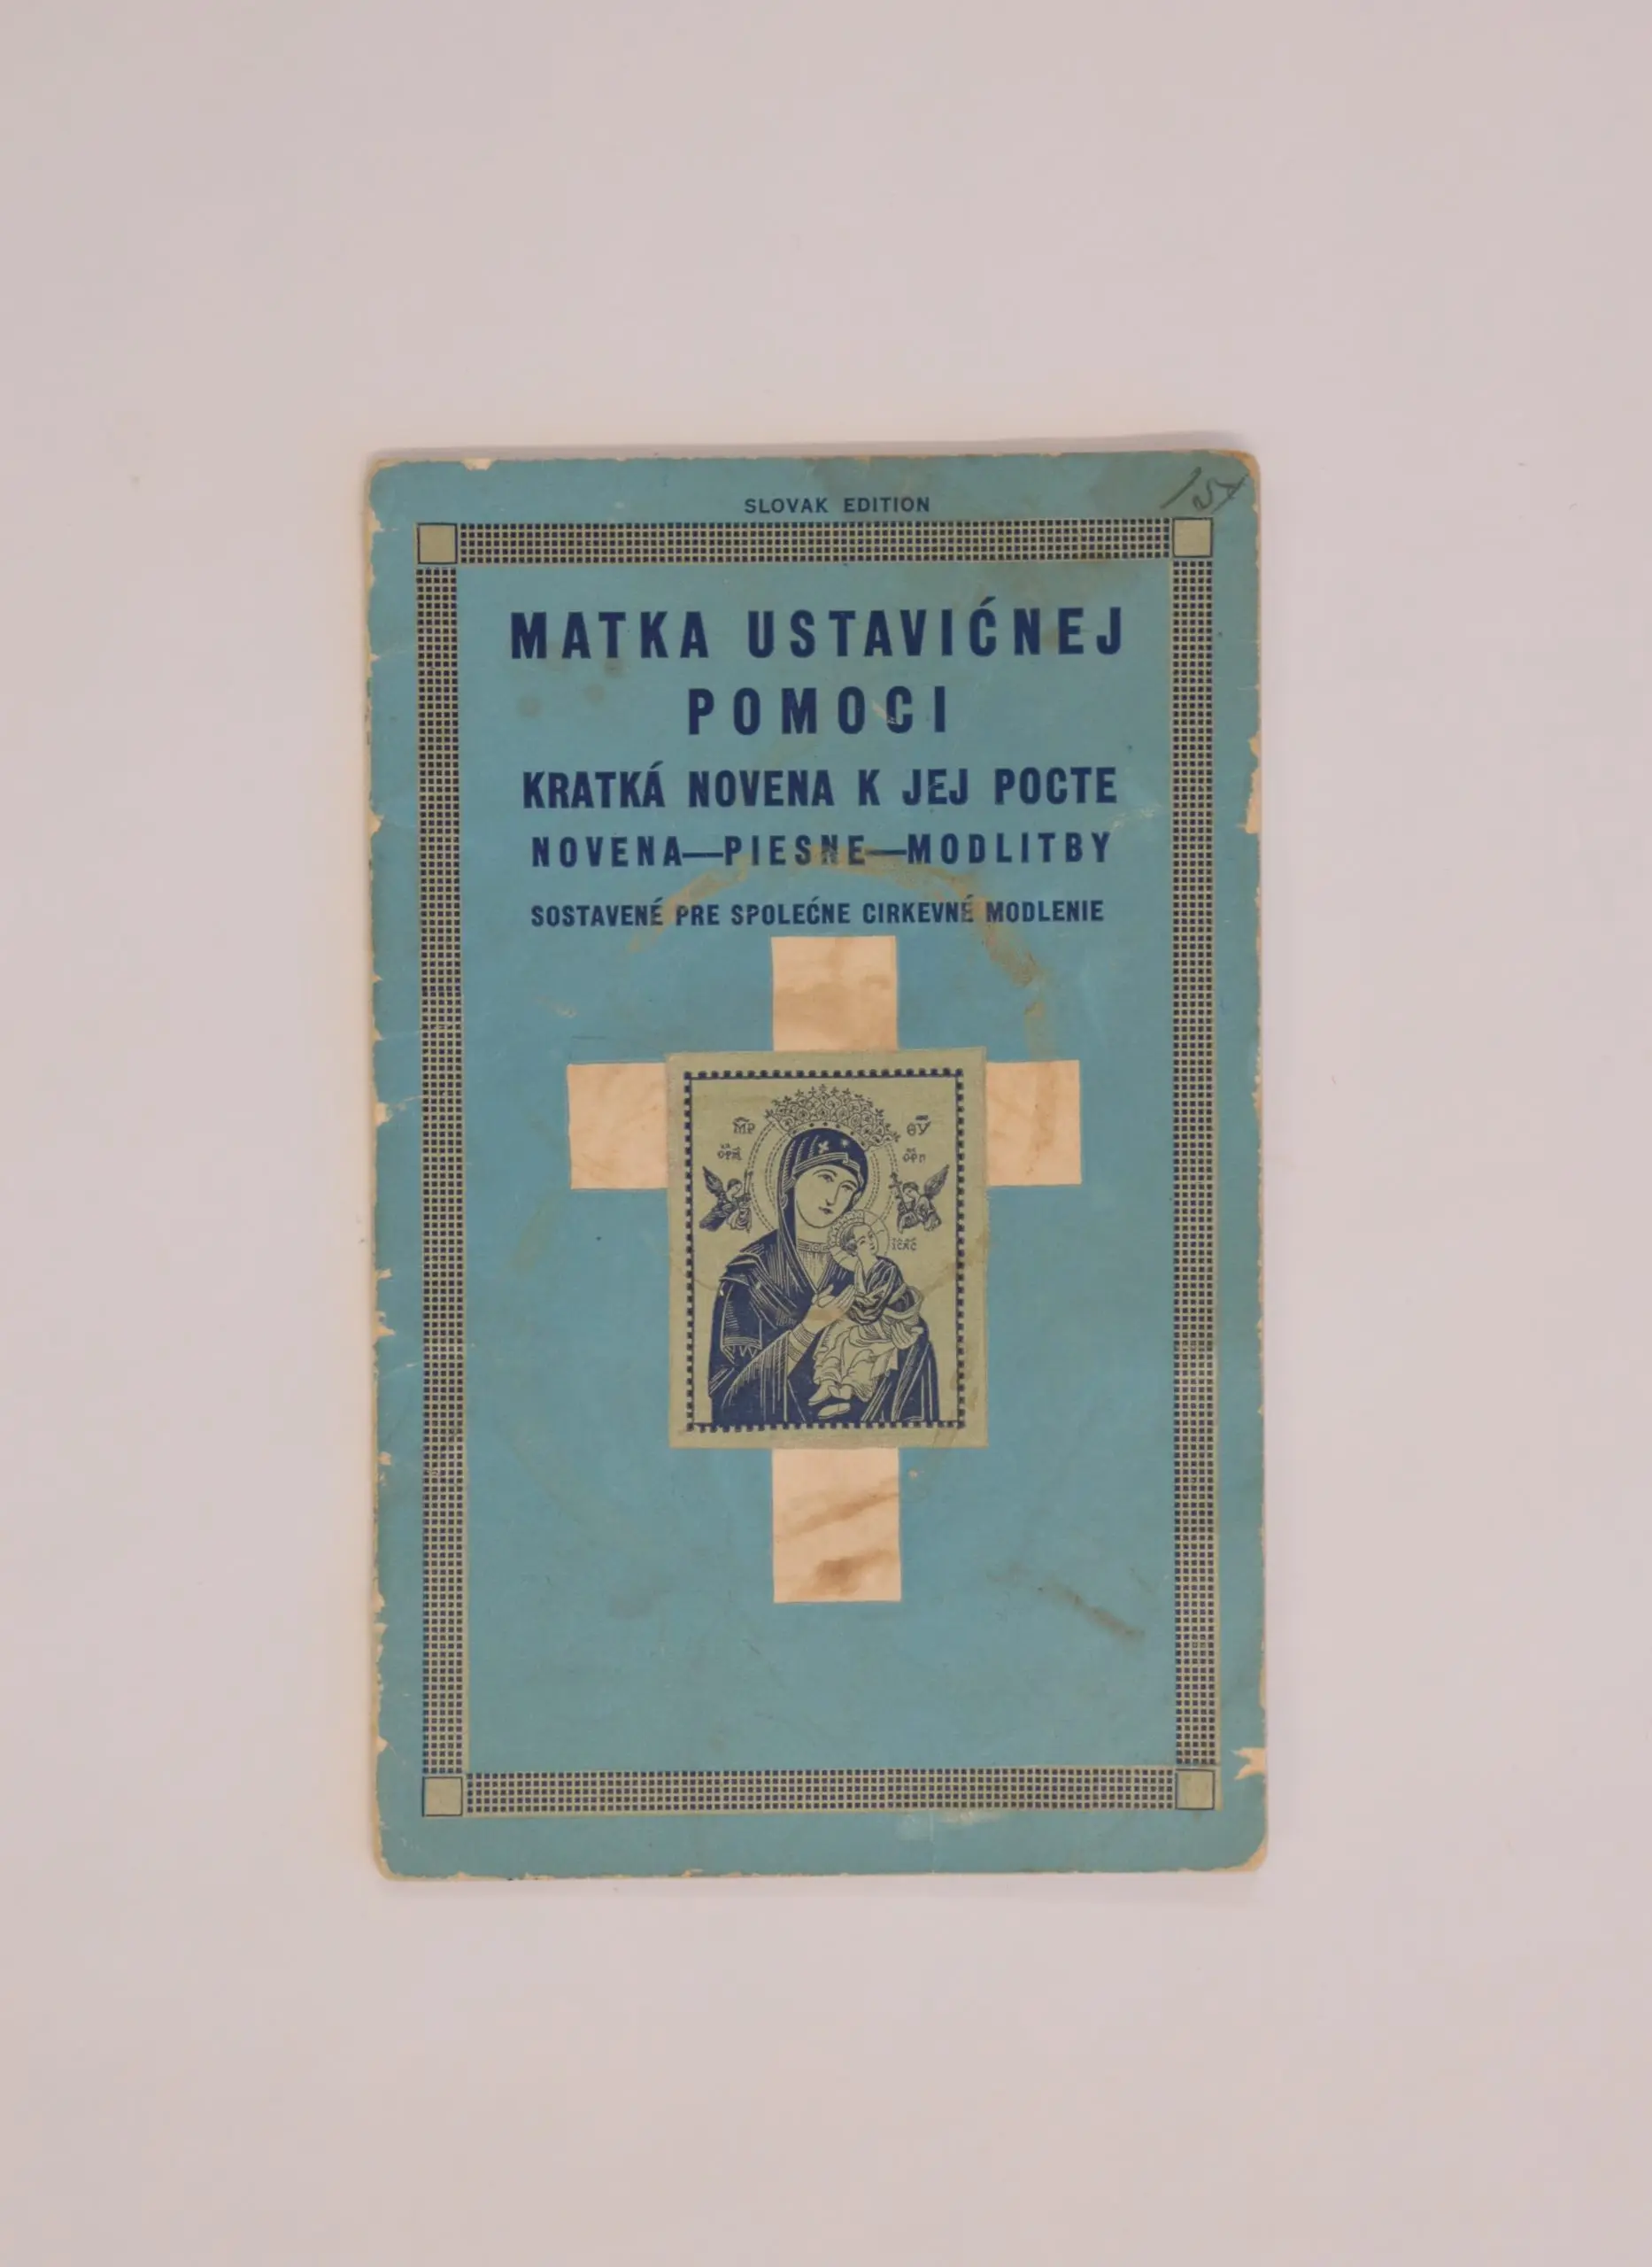 SLOVAK EDITION
MATKA USTAVIĆNEJ
POMOCI
KRATKÁ NOVENA K JEJ POCTE
NOVENA—PIESNE—MODLITBY
SOSTAVENÉ PRE SPOLEĆNE CIRKEVNÉ MODLENIE